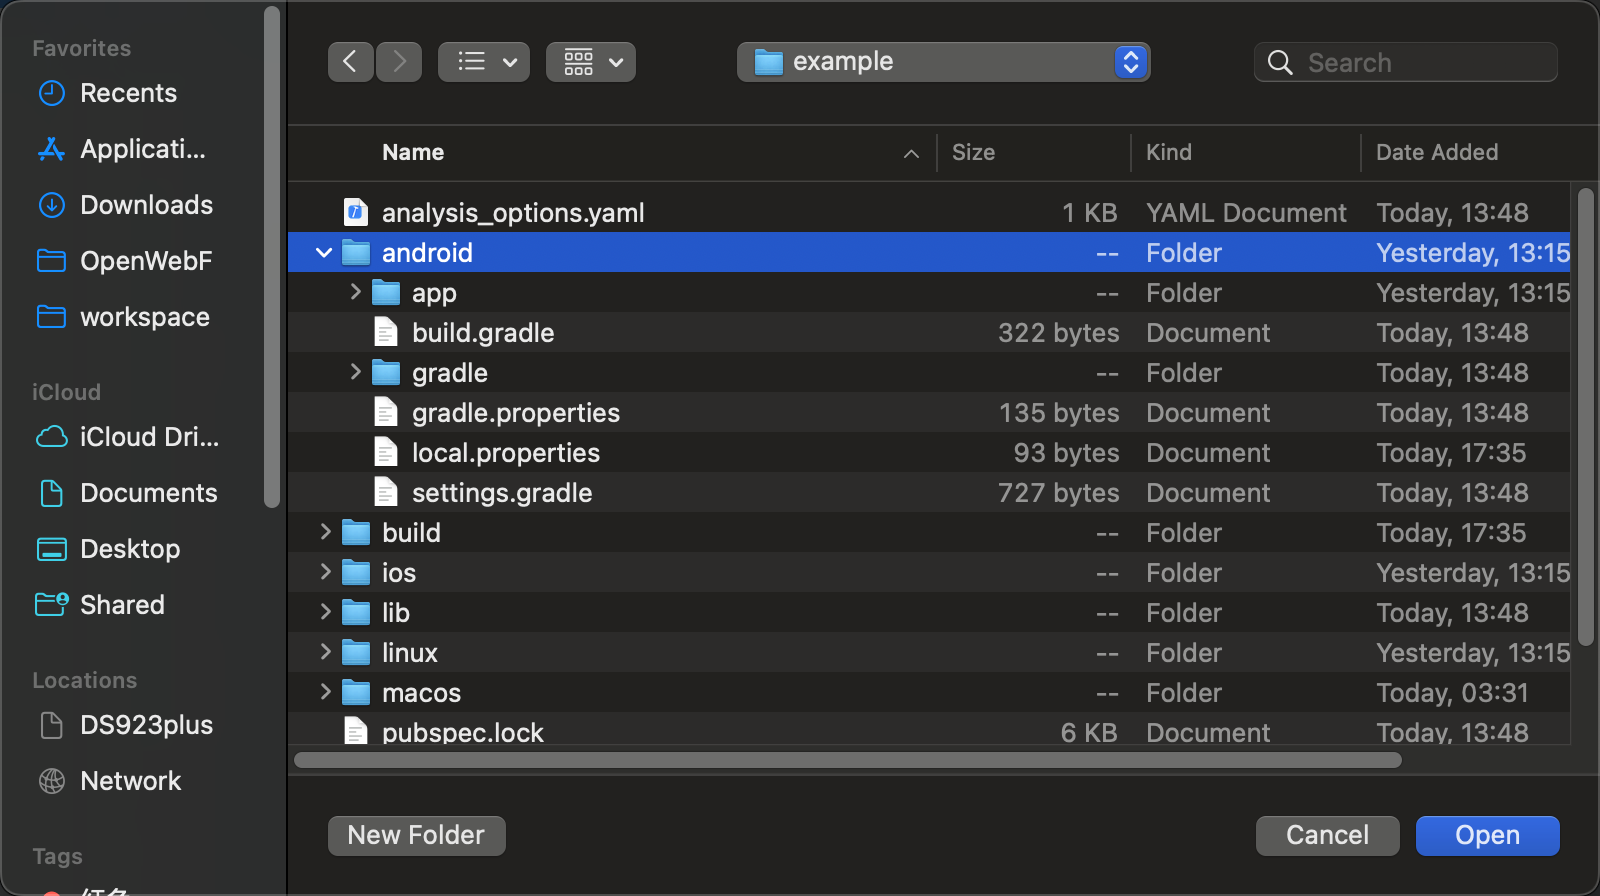 Favorites
Recents
Applicati...
Downloads
OpenWebF
workspace
iCloud
iCloud Dri...
Documents
Desktop
Shared
Locations
DS923plus
Network
Tags
example
Search
Name Size Kind Date Added
analysis_options.yaml 1 KB YAML Document Today, 13:48
android -- Folder Yesterday, 13:15
app -- Folder Yesterday, 13:15
build.gradle 322 bytes Document Today, 13:48
gradle -- Folder Today, 13:48
gradle.properties 135 bytes Document Today, 13:48
local.properties 93 bytes Document Today, 17:35
settings.gradle 727 bytes Document Today, 13:48
build -- Folder Today, 17:35
ios -- Folder Yesterday, 13:15
lib -- Folder Today, 13:48
linux -- Folder Yesterday, 13:15
macos -- Folder Today, 03:31
pubspec.lock 6 KB Document Today, 13:48
New Folder
Cancel
Open